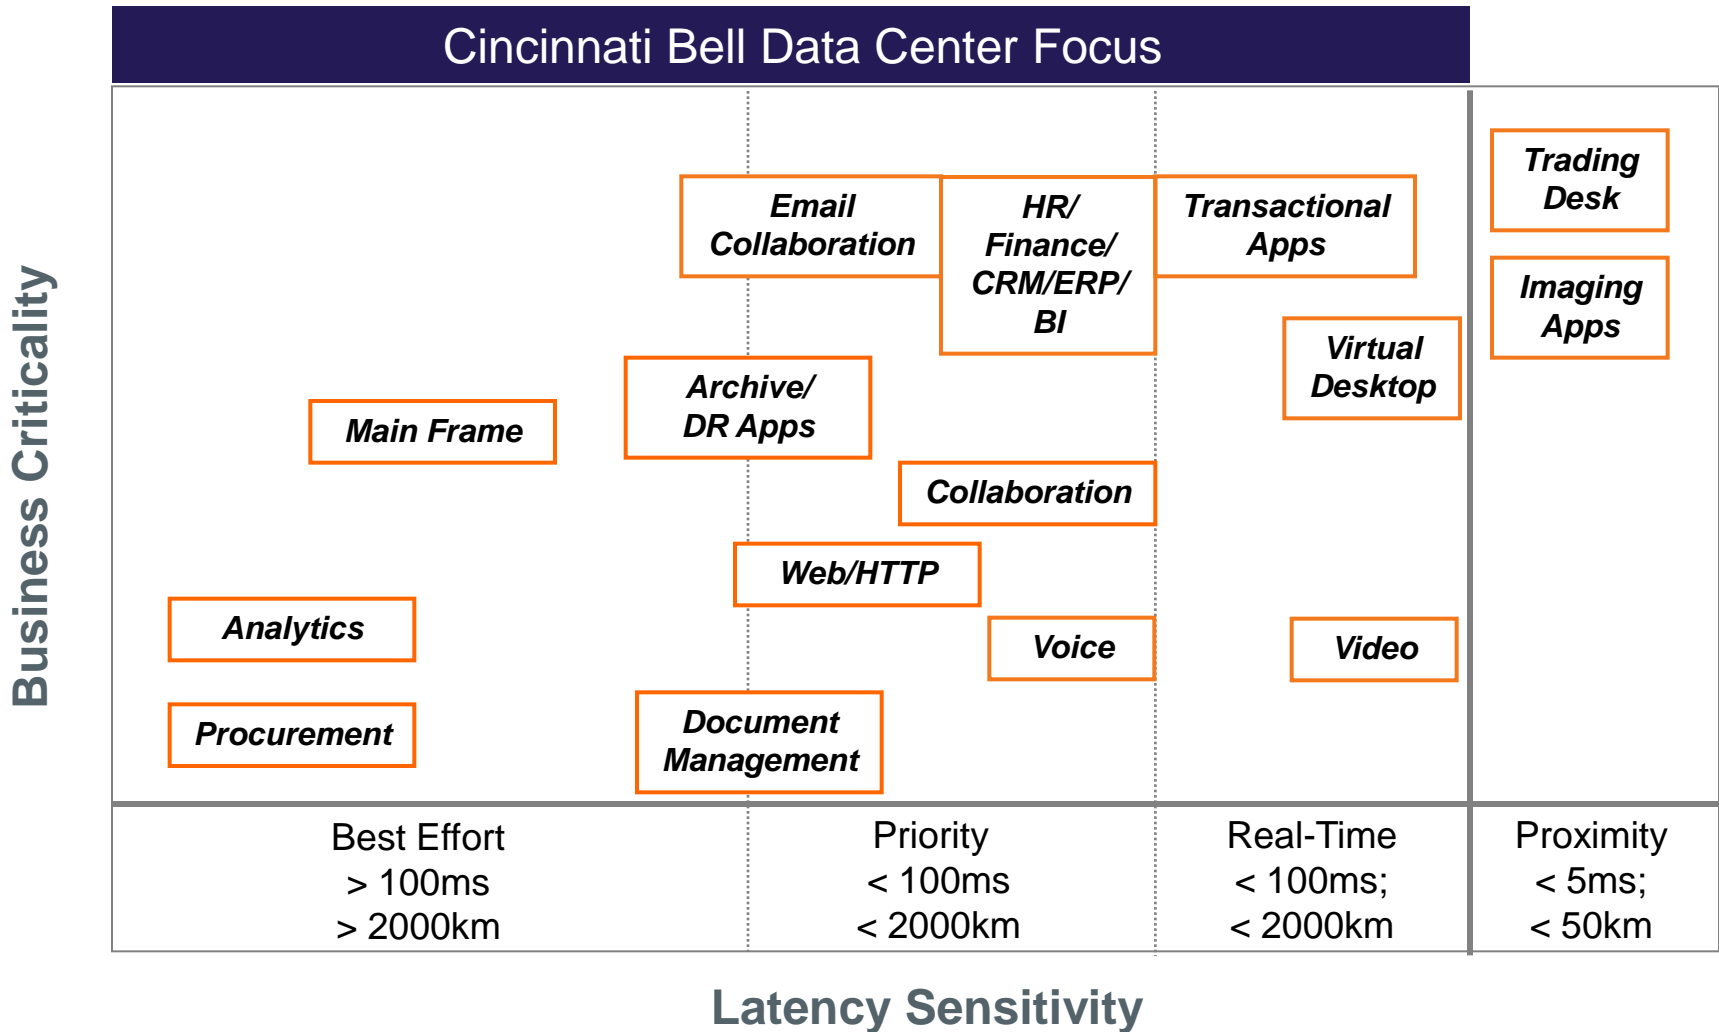 Cincinnati Bell Data Center Focus
Business Criticality
Email
Collaboration
HR/
Finance/
CRM/ERP/
BI
Transactional
Apps
Trading
Desk
Imaging
Apps
Virtual
Desktop
Archive/
DR Apps
Main Frame
Collaboration
Web/HTTP
Analytics
Voice
Video
Procurement
Document
Management
Best Effort
> 100ms
> 2000km
Priority
< 100ms
< 2000km
Real-Time
< 100ms;
< 2000km
Proximity
< 5ms;
< 50km
Latency Sensitivity